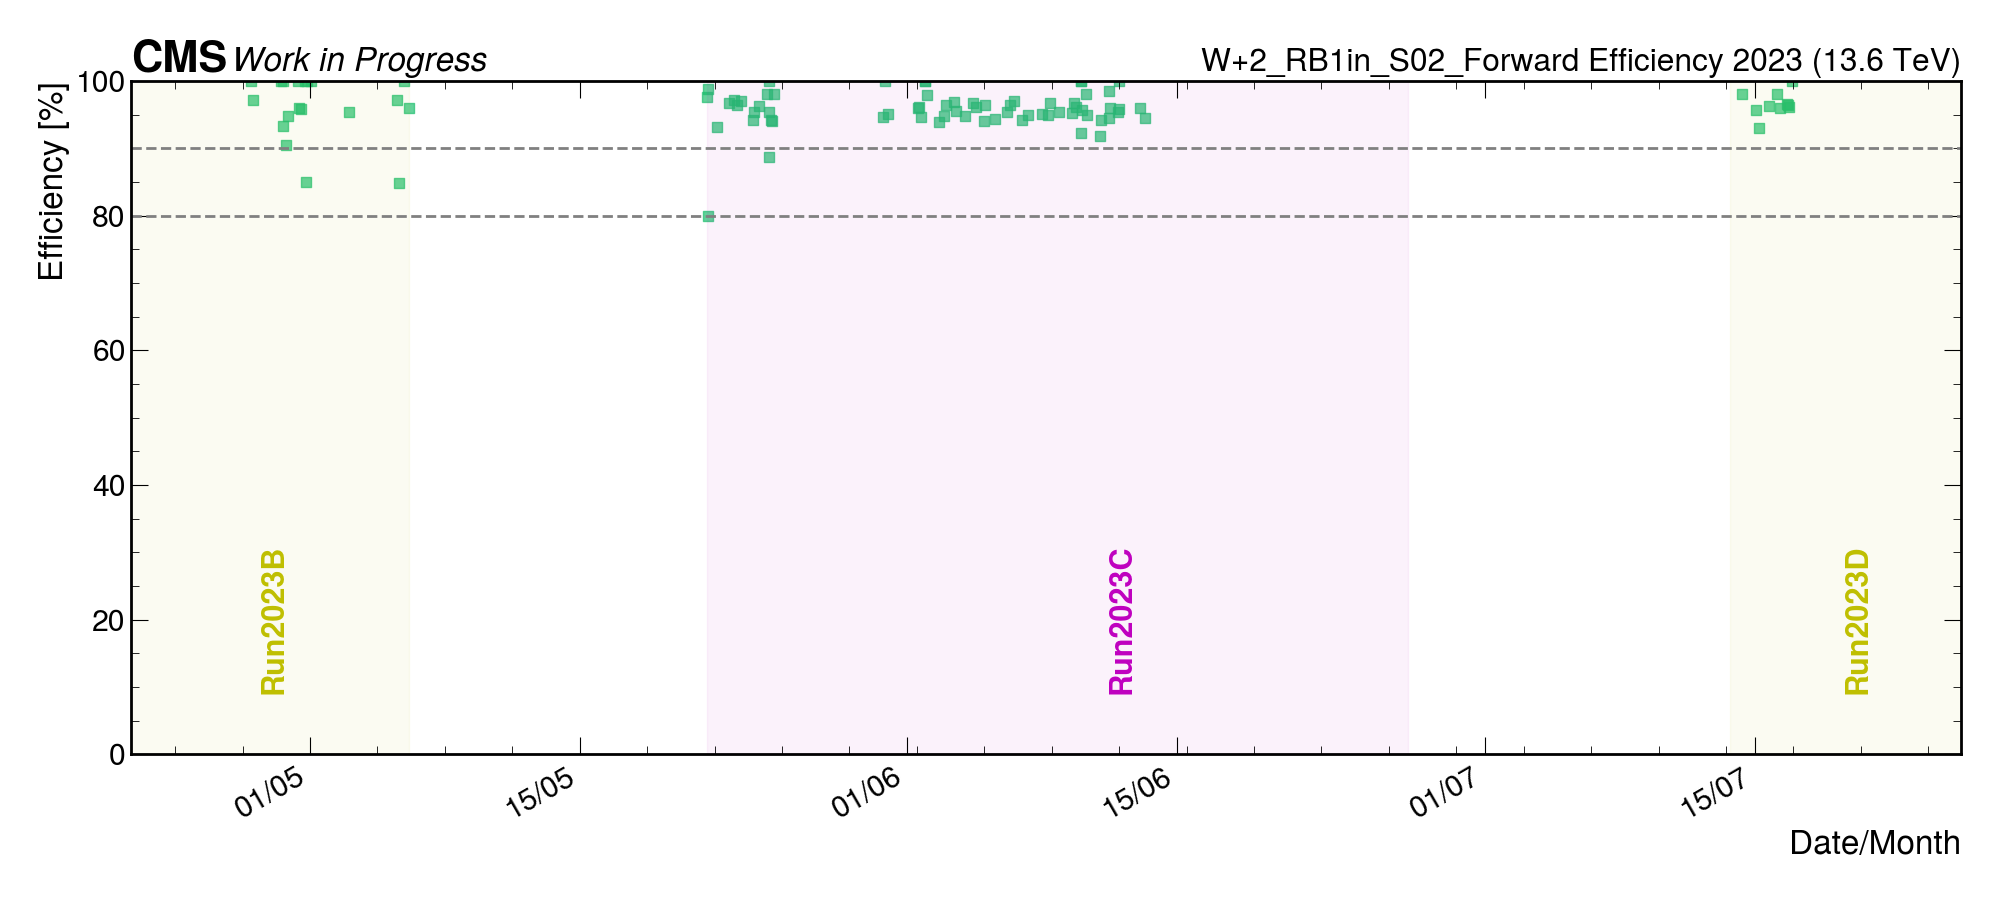 CMS Work in Progress
W+2_RB1in_S02_Forward Efficiency 2023 (13.6 TeV)
Efficiency [%]
100
80
60
40
20
0
Run2023B
Run2023C
Run2023D
01/05
15/05
01/06
15/06
01/07
15/07
Date/Month